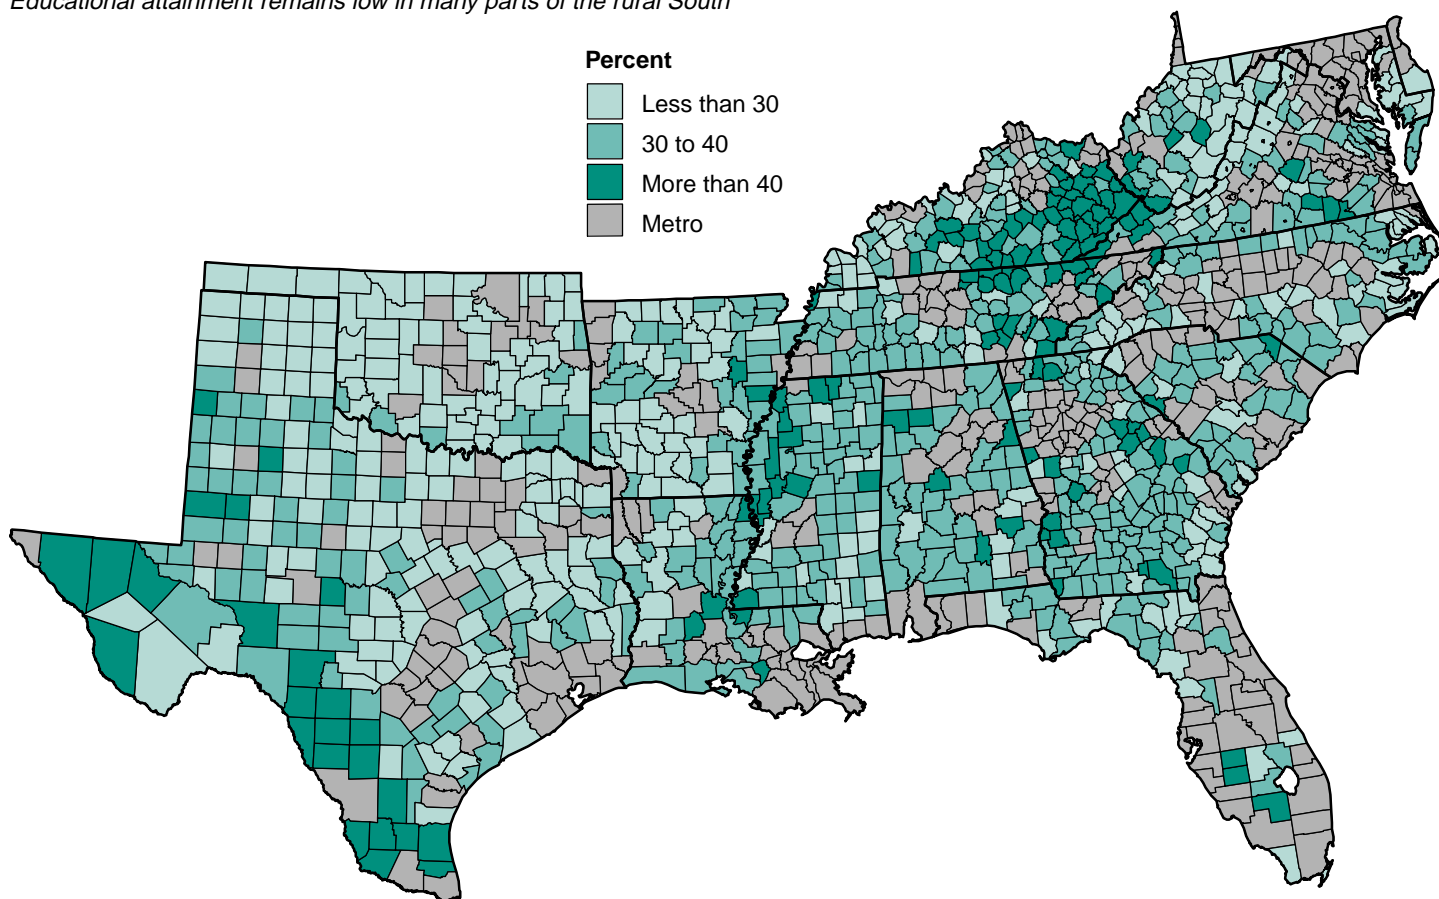 Educational attainment remains low in many parts of the rural South
Percent
Less than 30
30 to 40
More than 40
Metro